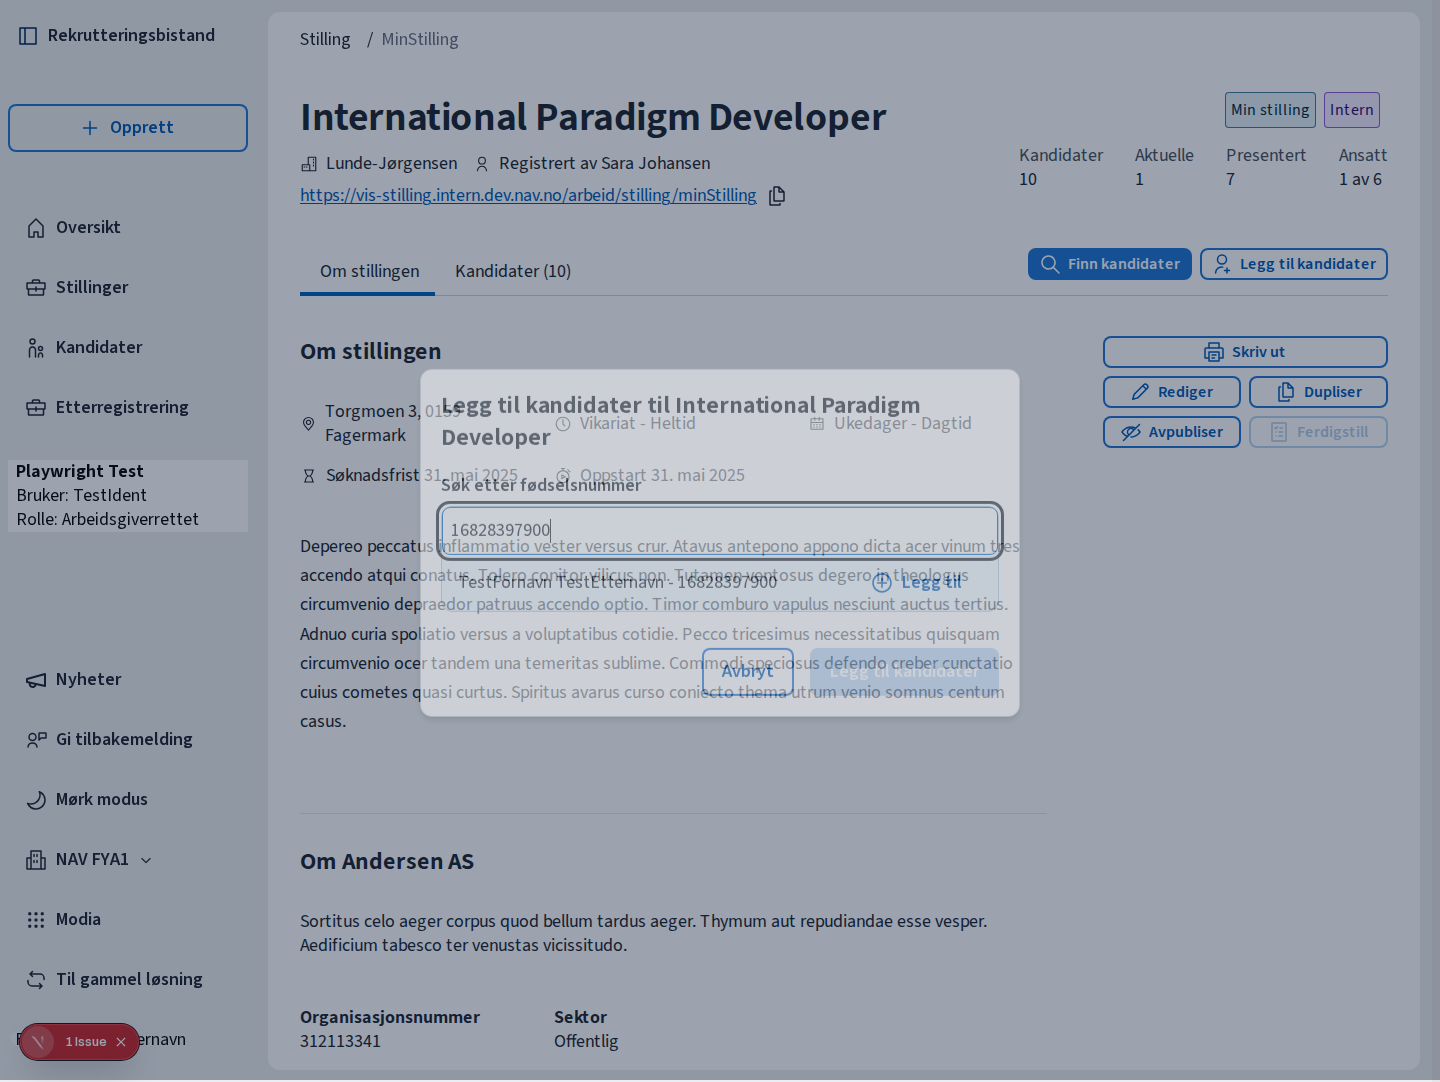 Rekrutteringsbistand
Opprett
Oversikt
Stillinger
Kandidater
Etterregistrering
Playwright Test
Bruker: TestIdent
Rolle: Arbeidsgiverrettet
Nyheter
Gi tilbakemelding
Mørk modus
NAV FYA1
Media
Til gammel løsning
1 Issue
ernavn
Stilling / MinStilling
International Paradigm Developer
Min stilling
Intern
Lunde-Jørgensen Registrert av Sara Johansen
https://vis-stilling.intern.dev.nav.no/arbeid/stilling/minStilling
Kandidater Aktuelle Presentert Ansatt
10 1 7 1 av 6
Om stillingen Kandidater (10)
Finn kandidater
Legg til kandidater
Om stillingen
Skriv ut
Rediger
Dupliser
Avpubliser
Ferdigstill
Torgmoen 3, 0159
Fagermark
Vikariat - Heltid
Ukedager - Dagtid
Søknadsfrist 31. mai 2025
Oppstart 31. mai 2025
Legg til kandidater til International Paradigm
Developer
Søk etter fødselsnummer
16828397900
TestFornavn TestEtternavn - 16828397900
Legg til
Avbryt
Legg til kandidater
Depereo peccatus inflammatio vester versus crur. Atavus antepono appono dicta acer vinum tres
accendo atqui conatus. Tolero conitor vilicus non. Tutamen ventosus degero in theologus
circumvenio depraedor patruus accendo optio. Timor comburo vapulus nesciunt auctus tertius.
Adnuo curia spoliatio versus a voluptatibus cotidie. Pecco tricesimus necessitatibus quisquam
circumvenio ocer tandem una temeritas sublime. Commodi speciosus defendo creber cunctatio
cuius cometes quasi curtus. Spiritus avarus curso coniecto thema utrum venio somnus centum
casus.
Om Andersen AS
Sortitus celo aeger corpus quod bellum tardus aeger. Thymum aut repudiandae esse vesper.
Aedificium tabesco ter venustas vicissitudo.
Organisasjonsnummer Sektor
312113341 Offentlig